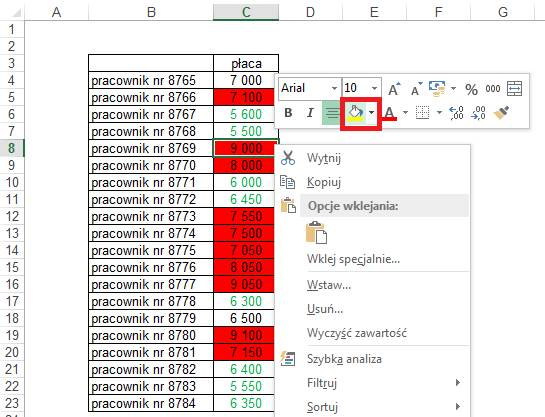 A B C D E F G
1
2
3 płaca
4 pracownik nr 8765 7 000
5 pracownik nr 8766 7 100
6 pracownik nr 8767 5 600
7 pracownik nr 8768 5 500
8 pracownik nr 8769 9 000
9 pracownik nr 8770 8 000
10 pracownik nr 8771 6 000
11 pracownik nr 8772 6 450
12 pracownik nr 8773 7 550
13 pracownik nr 8774 7 500
14 pracownik nr 8775 7 050
15 pracownik nr 8776 8 050
16 pracownik nr 8777 9 050
17 pracownik nr 8778 6 300
18 pracownik nr 8779 6 500
19 pracownik nr 8780 9 100
20 pracownik nr 8781 7 150
21 pracownik nr 8782 6 400
22 pracownik nr 8783 5 550
23 pracownik nr 8784 6 350
Arial 10 A A % 000
B I A ,00 ,0
Wytnij
Kopiuj
Opcje wklejania:
Wklej specjalnie...
Wstaw...
Usuń...
Wyczyść zawartość
Szybka analiza
Filtruj
Sortuj